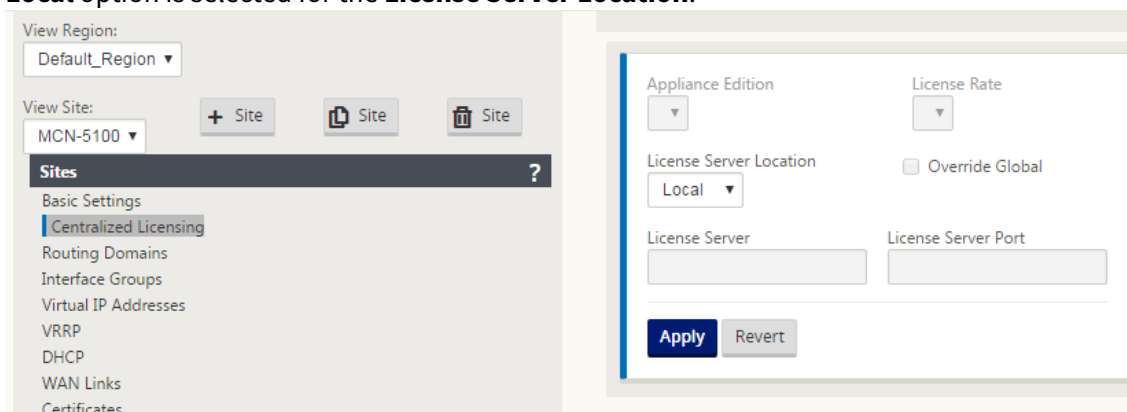 Local option is selected for the License Server Location.
View Region:
Default_Region
View Site:
MCN-5100
+ Site
Site
Site
Sites ?
Basic Settings
Centralized Licensing
Routing Domains
Interface Groups
Virtual IP Addresses
VRRP
DHCP
WAN Links
Certificates
Appliance Edition License Rate
License Server Location Override Global
Local
License Server License Server Port
Apply Revert